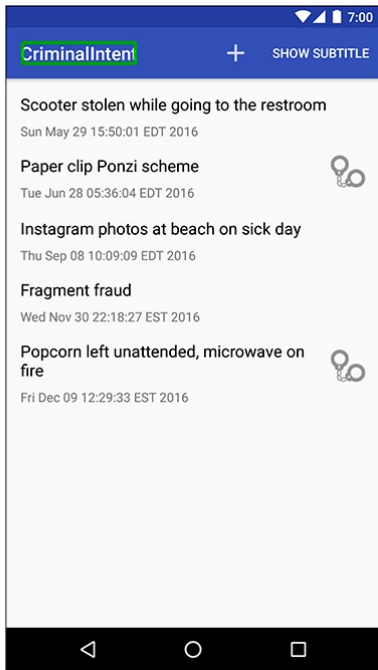 7:00
CriminalIntent
SHOW SUBTITLE
Scooter stolen while going to the restroom
Sun May 29 15:50:01 EDT 2016
Paper clip Ponzi scheme
Tue Jun 28 05:36:04 EDT 2016
Instagram photos at beach on sick day
Thu Sep 08 10:09:09 EDT 2016
Fragment fraud
Wed Nov 30 22:18:27 EST 2016
Popcorn left unattended, microwave on
fire
Fri Dec 09 12:29:33 EST 2016